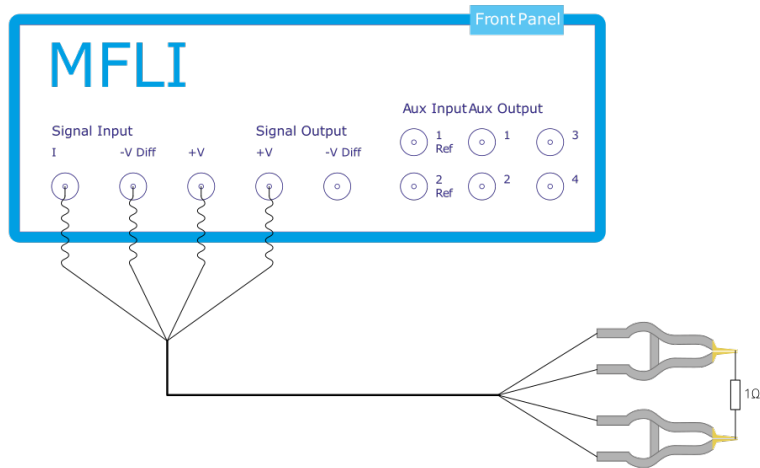 Front Panel
MFLI
Aux Input Aux Output
Signal Input Signal Output
I -V Diff +V +V -V Diff
1
Ref
1
3
2
Ref
2
4
1Ω